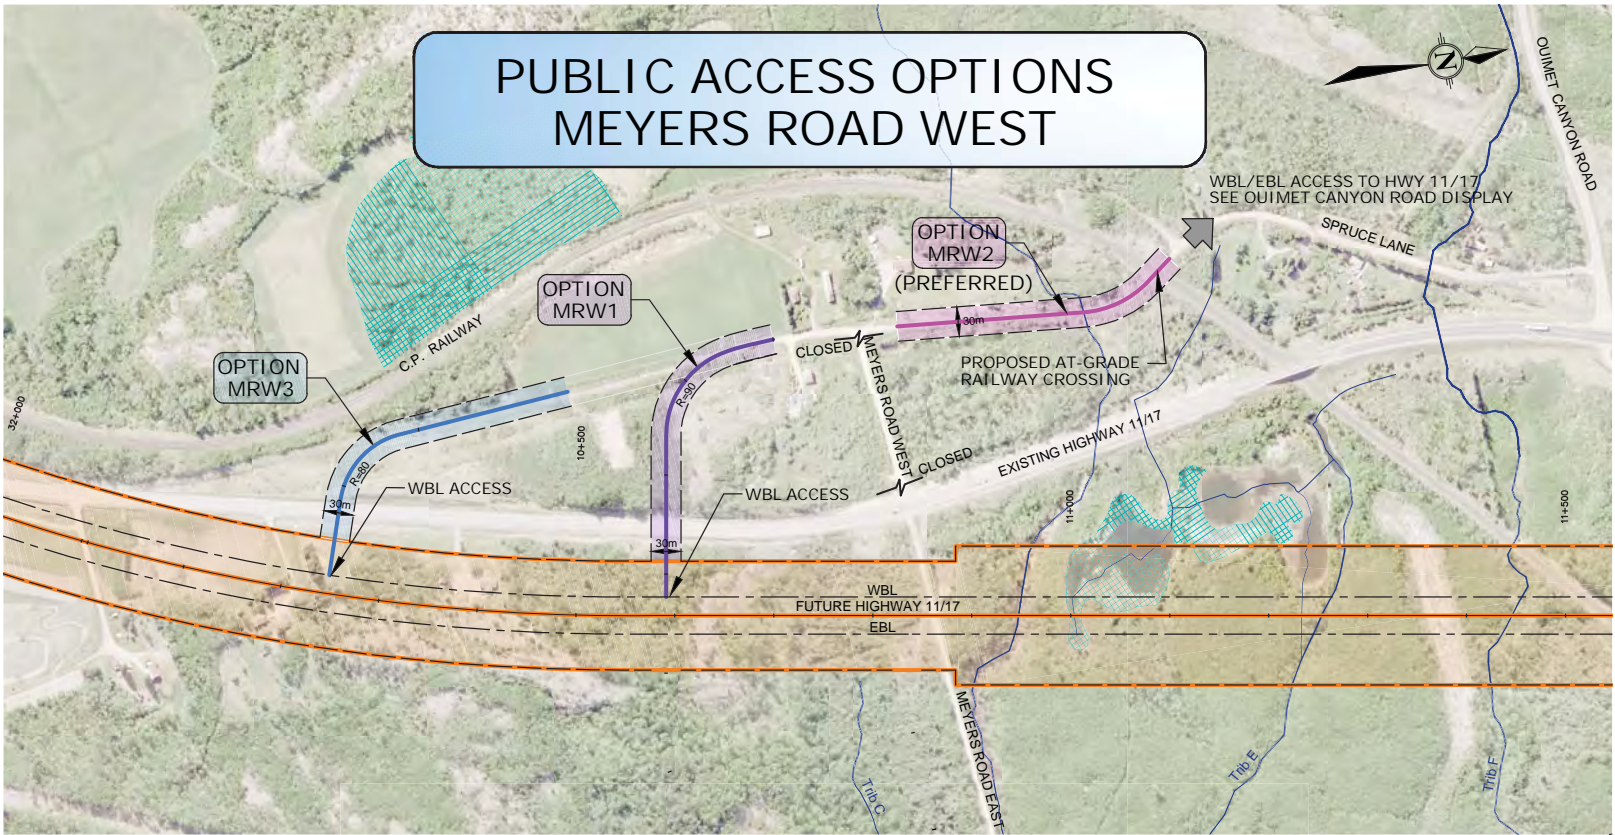 PUBLIC ACCESS OPTIONS
MEYERS ROAD WEST
N
OUIMET CANYON ROAD
WBL/EBL ACCESS TO HWY 11/17
SEE OUIMET CANYON ROAD DISPLAY
SPRUCE LANE
OPTION
MRW2
(PREFERRED)
30m
PROPOSED AT-GRADE
RAILWAY CROSSING
OPTION
MRW1
R=90
30m
WBL ACCESS
C.P. RAILWAY
OPTION
MRW3
R=80
30m
WBL ACCESS
CLOSED
MEYERS ROAD WEST
CLOSED
EXISTING HIGHWAY 11/17
32+000
10+500
11+000
11+500
WBL
FUTURE HIGHWAY 11/17
EBL
MEYERS ROAD EAST
Trib C
Trib E
Trib F